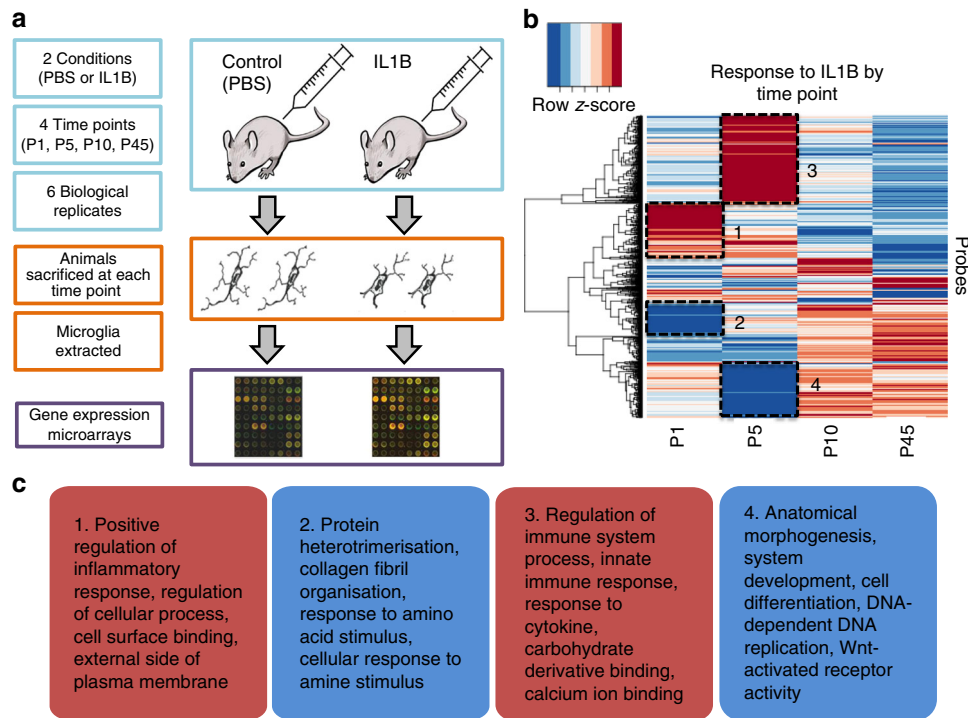 a
2 Conditions
(PBS or IL1B)
4 Time points
(P1, P5, P10, P45)
6 Biological
replicates
Animals
sacrificed at each
time point
Microglia
extracted
Gene expression
microarrays
Control
(PBS)
IL1B
b
Row z-score
Response to IL1B by
time point
3
1
2
4
Probes
P1
P5
P10
P45
c
1. Positive
regulation of
inflammatory
response, regulation
of cellular process,
cell surface binding,
external side of
plasma membrane
2. Protein
heterotrimerisation,
collagen fibril
organisation,
response to amino
acid stimulus,
cellular response to
amine stimulus
3. Regulation of
immune system
process, innate
immune response,
response to
cytokine,
carbohydrate
derivative binding,
calcium ion binding
4. Anatomical
morphogenesis,
system
development, cell
differentiation, DNA-
dependent DNA
replication, Wnt-
activated receptor
activity